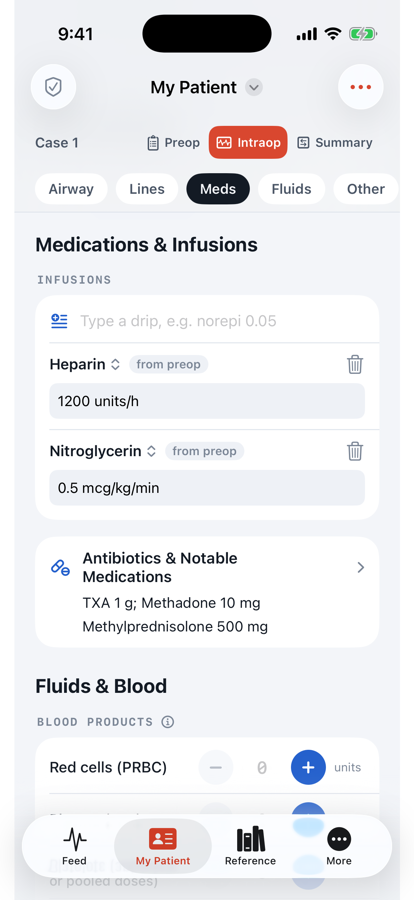 9:41
My Patient
Case 1
Preop
Intraop
Summary
Airway
Lines
Meds
Fluids
Other
Medications & Infusions
INFUSIONS
Type a drip, e.g. norepi 0.05
Heparin
from preop
1200 units/h
Nitroglycerin
from preop
0.5 mcg/kg/min
Antibiotics & Notable
Medications
TXA 1 g; Methadone 10 mg
Methylprednisolone 500 mg
Fluids & Blood
BLOOD PRODUCTS
Red cells (PRBC)
0
units
Feed
My Patient
Reference
More
or pooled doses)